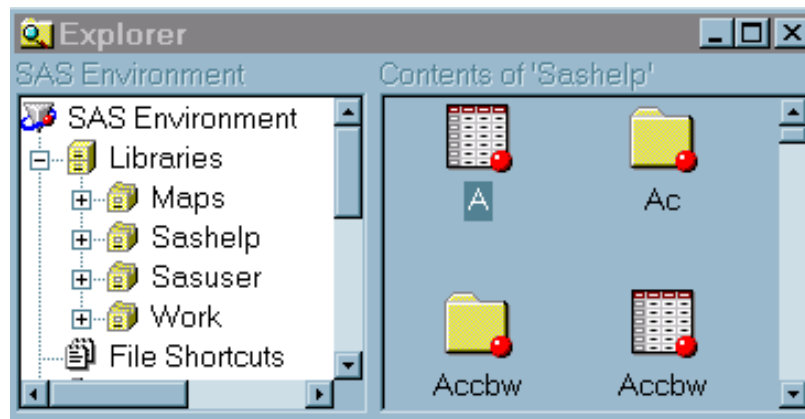 Explorer
SAS Environment
Contents of 'Sashelp'
SAS Environment
Libraries
Maps
Sashelp
Sasuser
Work
File Shortcuts
A
Ac
Accbw
Accbw